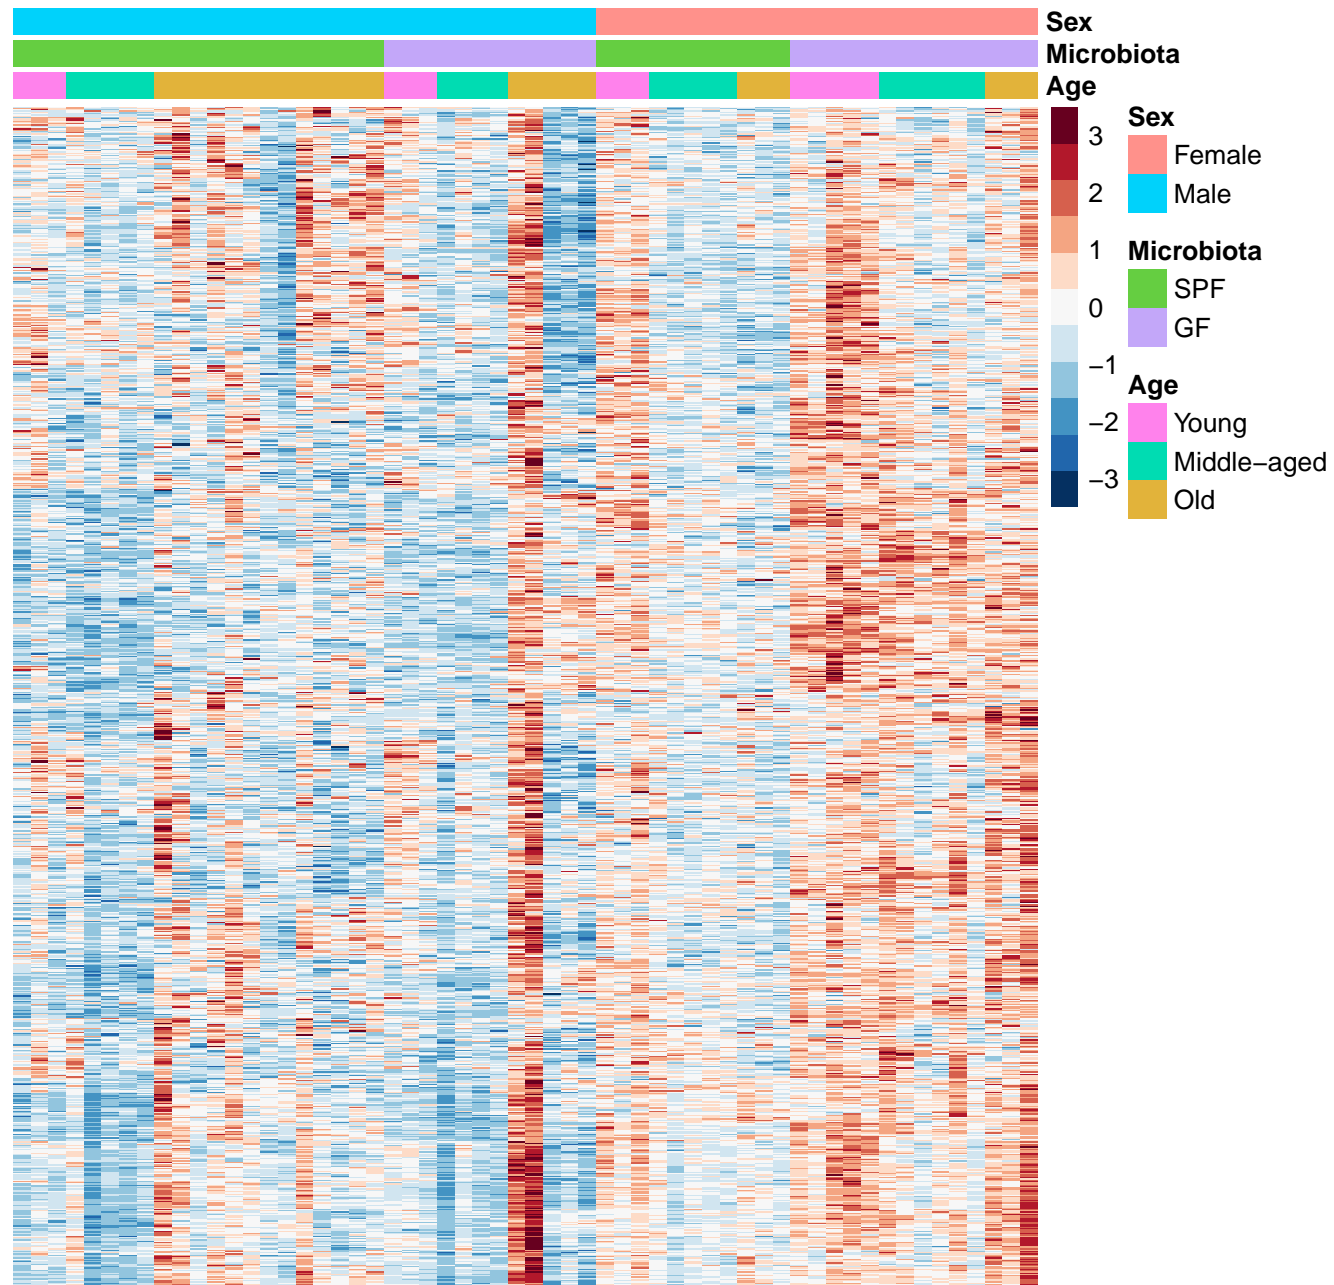 Sex
Microbiota
Age
3
2
1
0
−1
−2
−3
Sex
Female
Male
Microbiota
SPF
GF
Age
Young
Middle−aged
Old